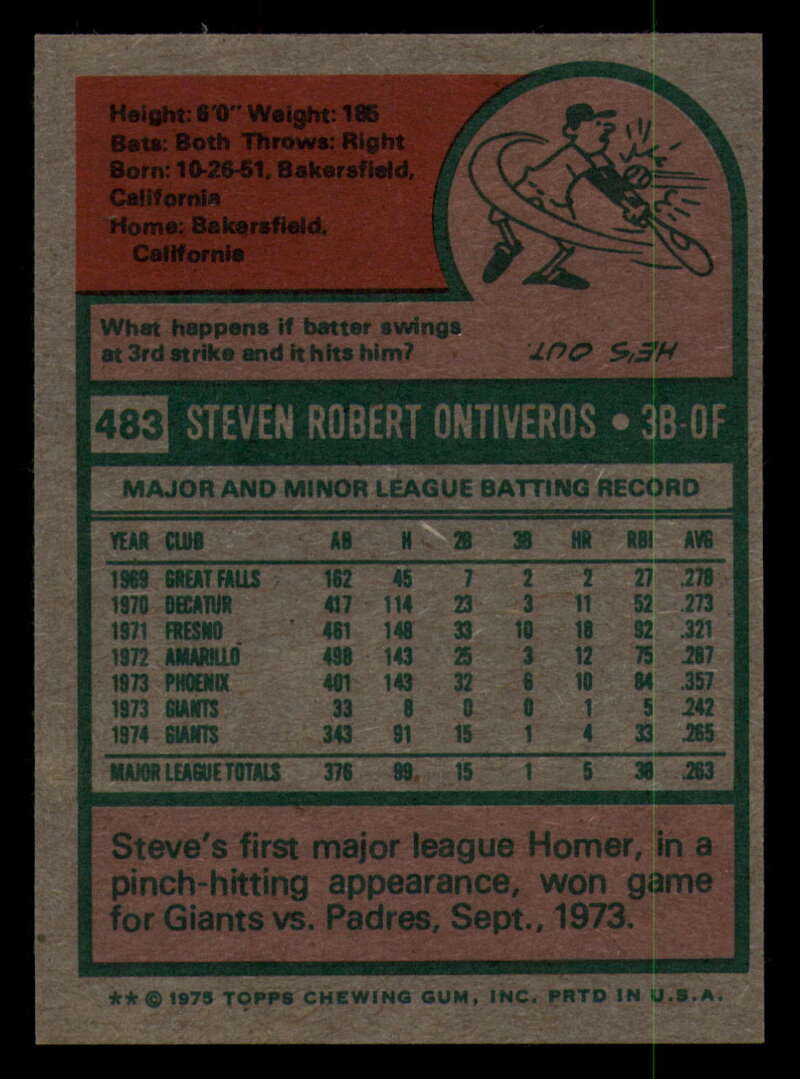 Height: 6'0" Weight: 185
Bats: Both Throws: Right
Born: 10-26-51, Bakersfield,
California
Home: Bakersfield,
California
What happens if batter swings
at 3rd strike and it hits him?
HE'S OUT.
483 STEVEN ROBERT ONTIVEROS • 3B-OF
MAJOR AND MINOR LEAGUE BATTING RECORD
YEAR CLUB AB H 2B 3B HR RBI AVG
1969 GREAT FALLS 162 45 7 2 2 27 .278
1970 DECATUR 417 114 23 3 11 52 .273
1971 FRESNO 461 148 33 10 18 92 .321
1972 AMARILLO 498 143 25 3 12 75 .287
1973 PHOENIX 401 143 32 6 10 84 .357
1973 GIANTS 33 8 0 0 1 5 .242
1974 GIANTS 343 91 15 1 4 33 .265
MAJOR LEAGUE TOTALS 376 99 15 1 5 38 .263
Steve's first major league Homer, in a
pinch-hitting appearance, won game
for Giants vs. Padres, Sept., 1973.
** © 1975 TOPPS CHEWING GUM, INC. PRTD IN U.S.A.